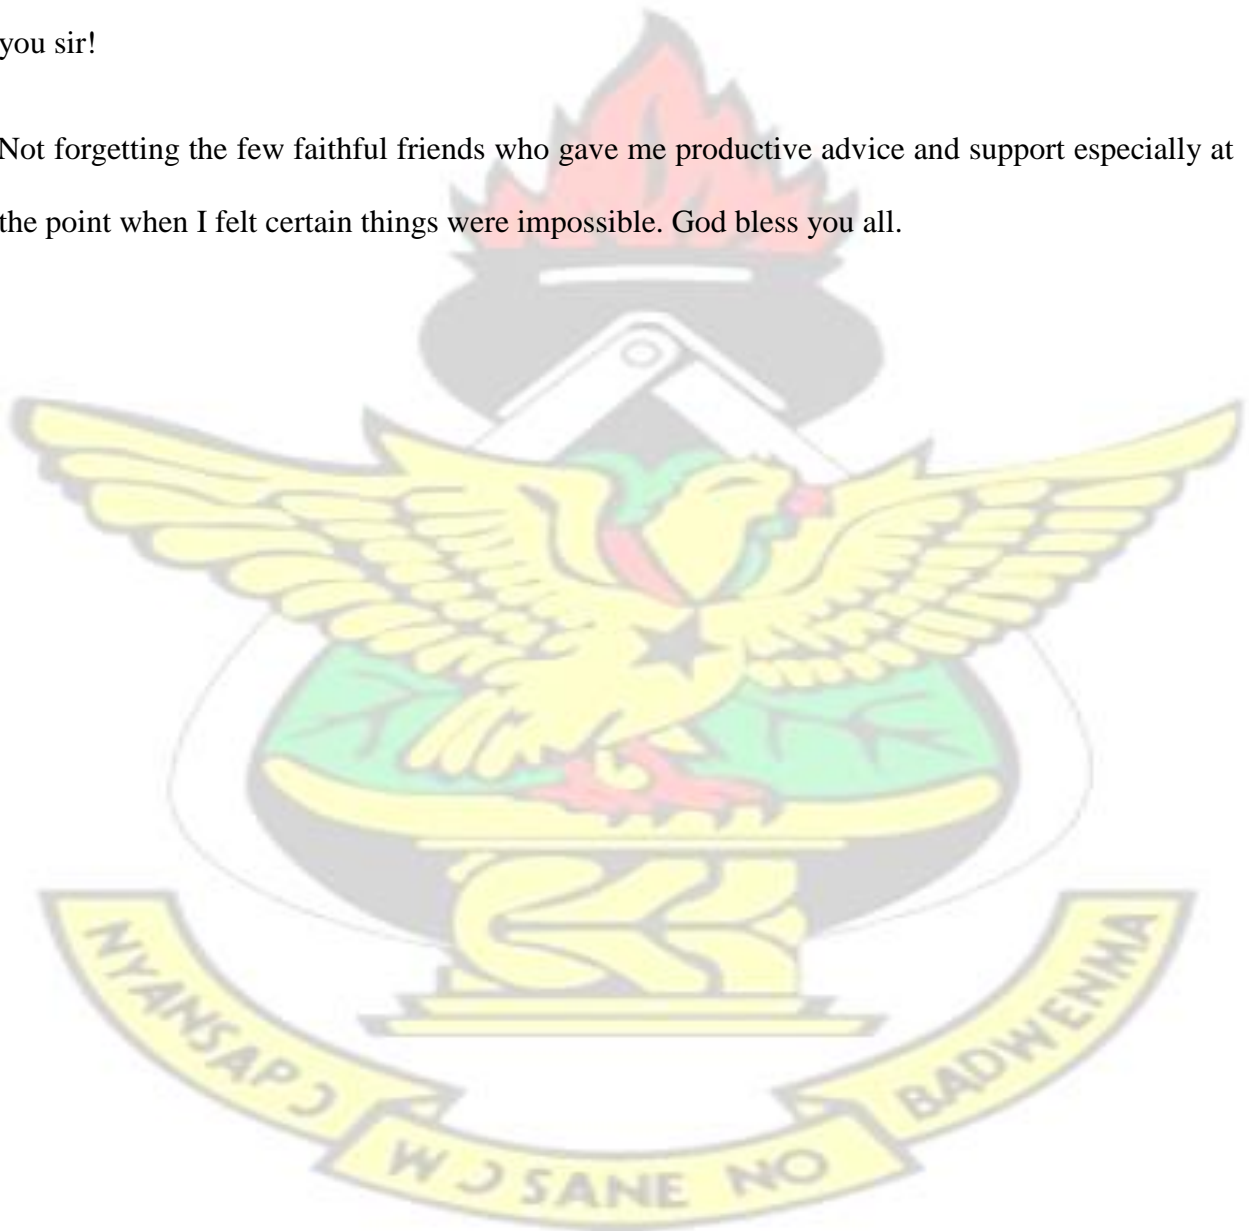 you sir!
Not forgetting the few faithful friends who gave me productive advice and support especially at
the point when I felt certain things were impossible. God bless you all.
NYANSAPƆ
WƆSANE NO
BADWENMA